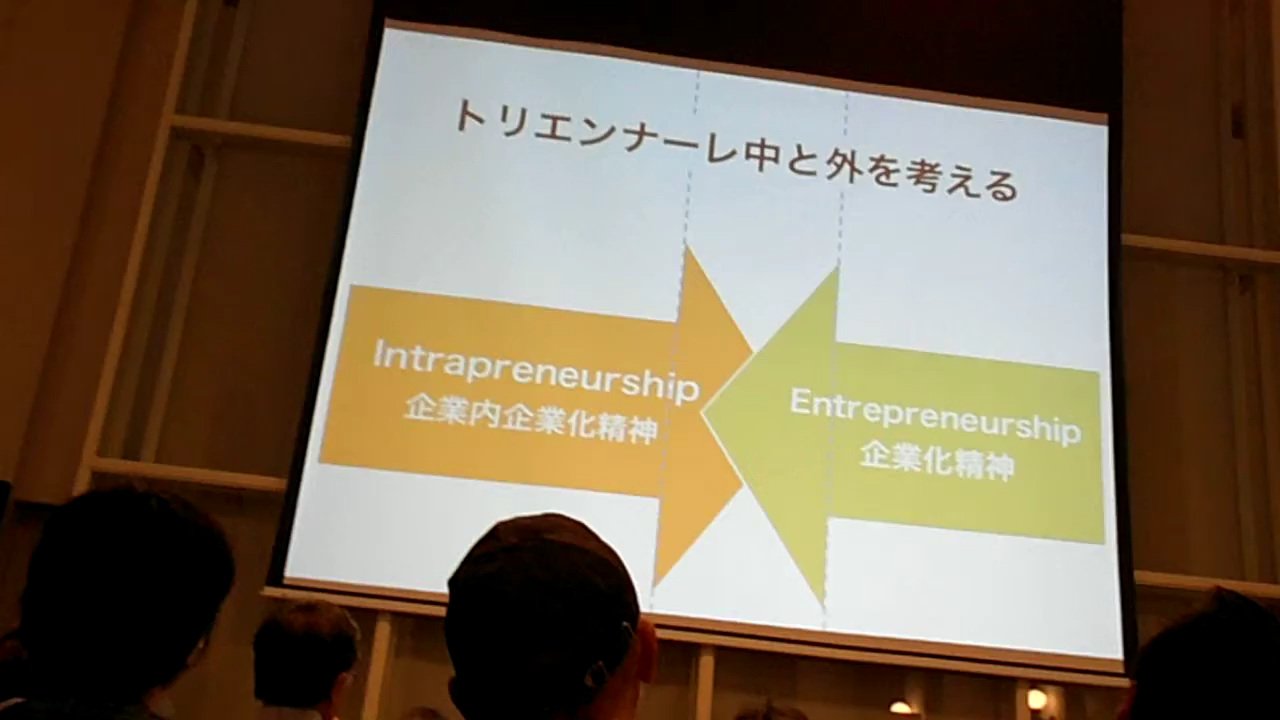 トリエンナーレ中と外を考える
Intrapreneurship
企業内企業化精神
Entrepreneurship
企業化精神